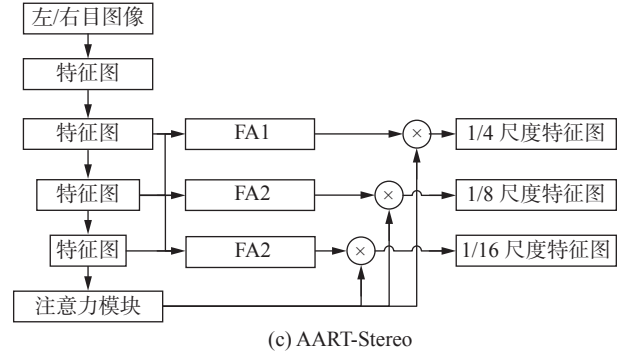 左/右目图像
特征图
特征图 FA1 × 1/4 尺度特征图
特征图 FA2 × 1/8 尺度特征图
特征图 FA2 × 1/16 尺度特征图
注意力模块
(c) AART-Stereo